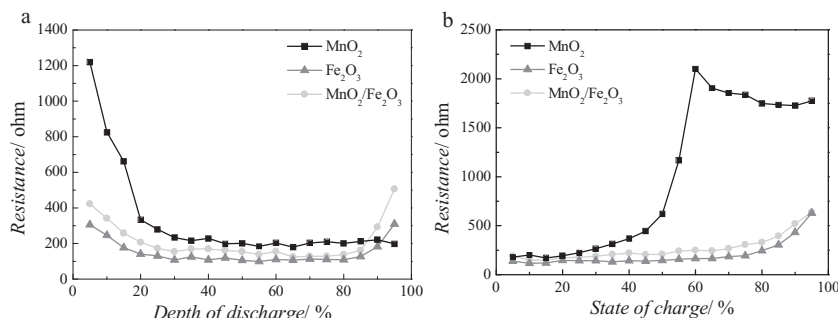 a
1400
1200
1000
800
600
400
200
0
Resistance/ ohm
MnO₂
Fe₂O₃
MnO₂/Fe₂O₃
0 20 40 60 80 100
Depth of discharge/ %
b
2500
2000
1500
1000
500
0
Resistance/ ohm
MnO₂
Fe₂O₃
MnO₂/Fe₂O₃
0 20 40 60 80 100
State of charge/ %